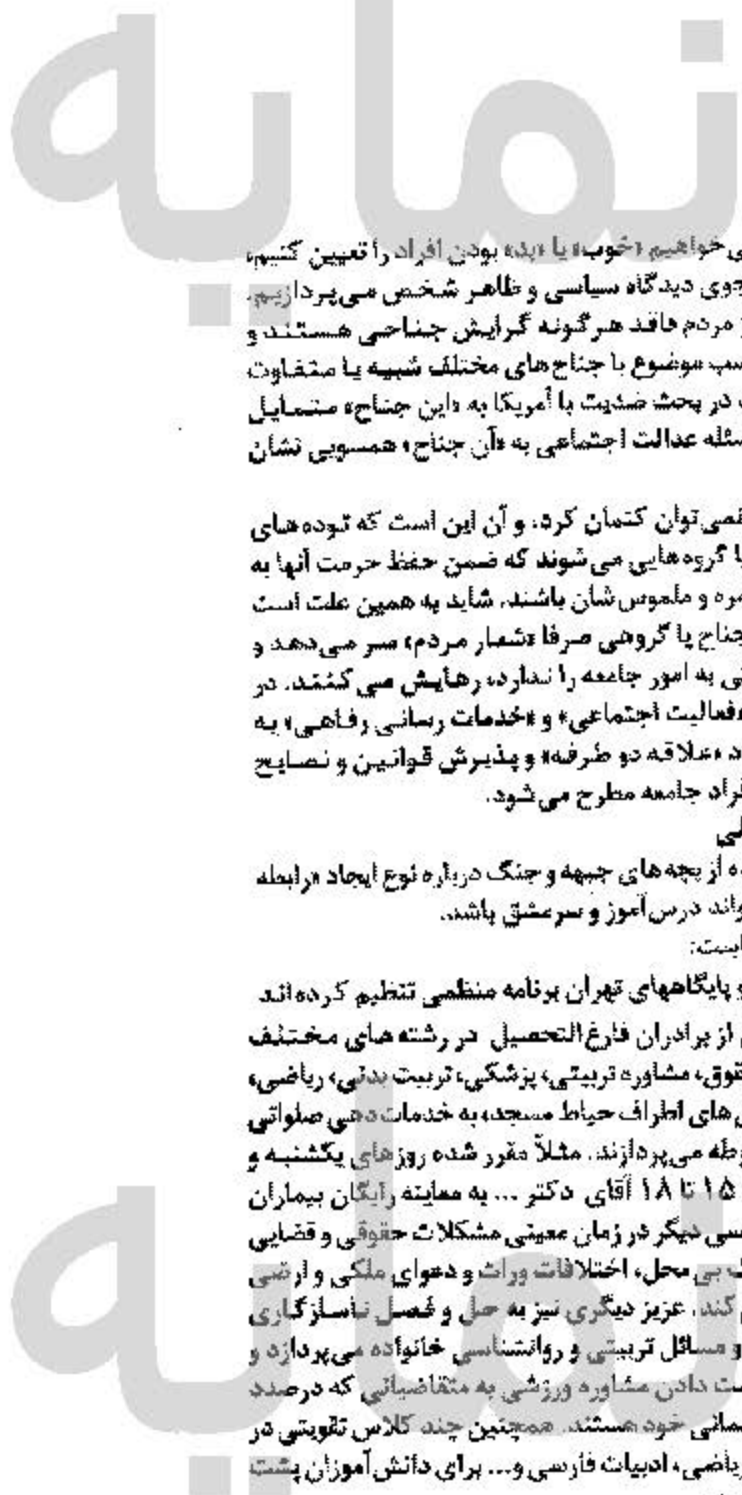 نمایه
ی خواهیم «خوب» یا «بد» بودن افراد را تعیین کنیم،
جوی دیدگاه سیاسی و ظاهر شخص می‌پردازیم.
مردم فاقد هرگونه گرایش جناحی هستند و
سب موضوع با جناح‌های مختلف شبیه یا متفاوت
در بحث ضدیت با آمریکا به «این جناح» متمایل
سئله عدالت اجتماعی به «آن جناح» همسویی نشان
نمی‌توان کتمان کرد، و آن این است که توده‌های
یا گروه‌هایی می‌شوند که ضمن حفظ حرمت آنها به
مره و ملموس‌شان باشند. شاید به همین علت است
جناح یا گروهی صرفا «شعار مردم» سر می‌دهد و
نی به امور جامعه را ندارد، رهایش می‌کنند. در
«فعالیت اجتماعی» و «خدمات رسانی رفاهی» به
د «علاقه دو طرفه» و پذیرش قوانین و نصایح
فراد جامعه مطرح می‌شود.
لی
ه از بچه‌های جبهه و جنگ درباره نوع ایجاد «رابطه
واند درس‌آموز و سرمشق باشد.
است:
و پایگاههای تهران برنامه منظمی تنظیم کرده‌اند
از برادران فارغ‌التحصیل در رشته‌های مختلف
قوق، مشاوره تربیتی، پزشکی، تربیت بدنی، ریاضی،
ی های اطراف حیاط مسجد، به خدمات دهی صلواتی
وطه می‌پردازند. مثلاً مقرر شده روزهای یکشنبه و
۱۵ تا ۱۸ آقای دکتر ... به معاینه رایگان بیماران
سی دیگر در زمان معینی مشکلات حقوقی و قضایی
ک بی محل، اختلافات وراث و دعوای ملکی و ارضی
کند. عزیز دیگری نیز به حل و فصل ناسازگاری
و مسائل تربیتی و روانشناسی خانواده می‌پردازد و
ست دادن مشاوره ورزشی به متقاضیانی که درصدد
مانی خود هستند. همچنین چند کلاس تقویتی در
ریاضی، ادبیات فارسی و... برای دانش‌آموزان پشت
نمایه